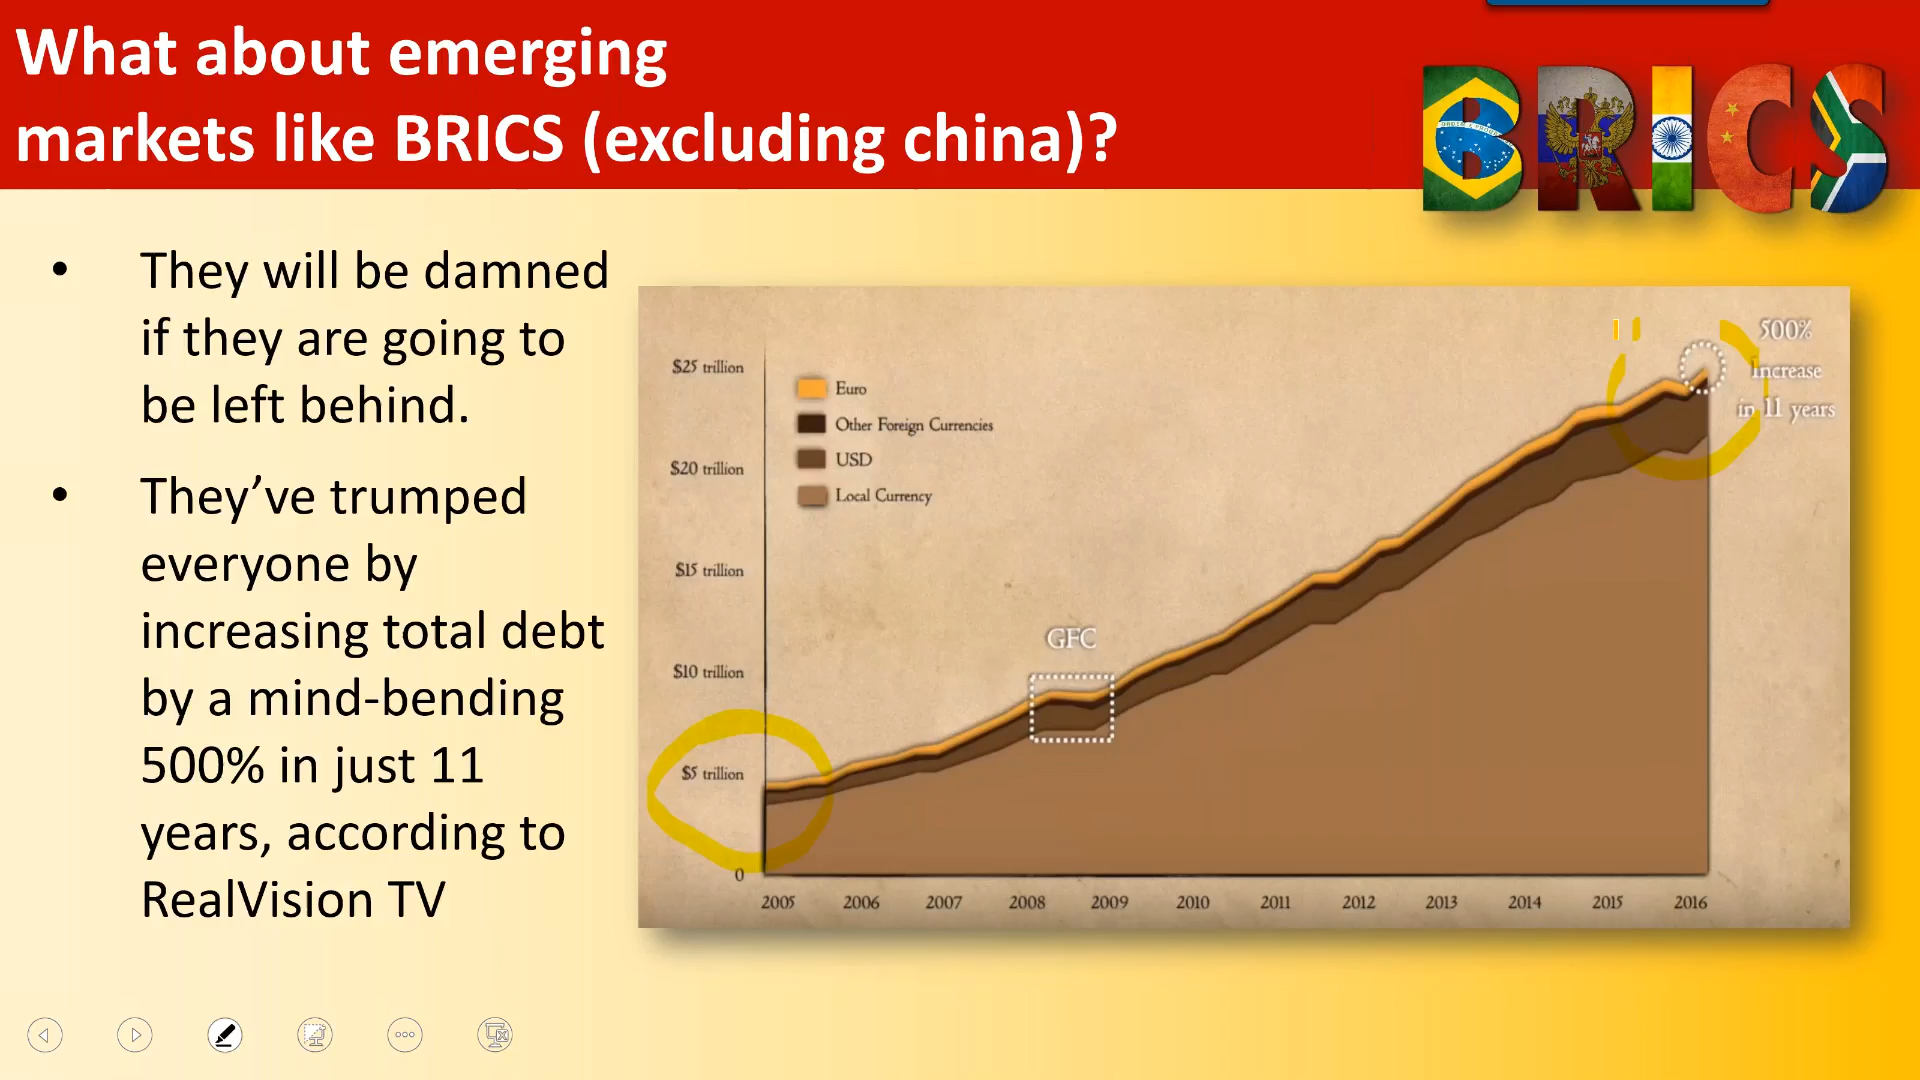 What about emerging
markets like BRICS (excluding china)?
BRICS
• They will be damned
if they are going to
be left behind.
• They’ve trumped
everyone by
increasing total debt
by a mind-bending
500% in just 11
years, according to
RealVision TV
500%
Increase
in 11 years
$25 trillion
$20 trillion
$15 trillion
$10 trillion
$5 trillion
0
Euro
Other Foreign Currencies
USD
Local Currency
GFC
2005 2006 2007 2008 2009 2010 2011 2012 2013 2014 2015 2016